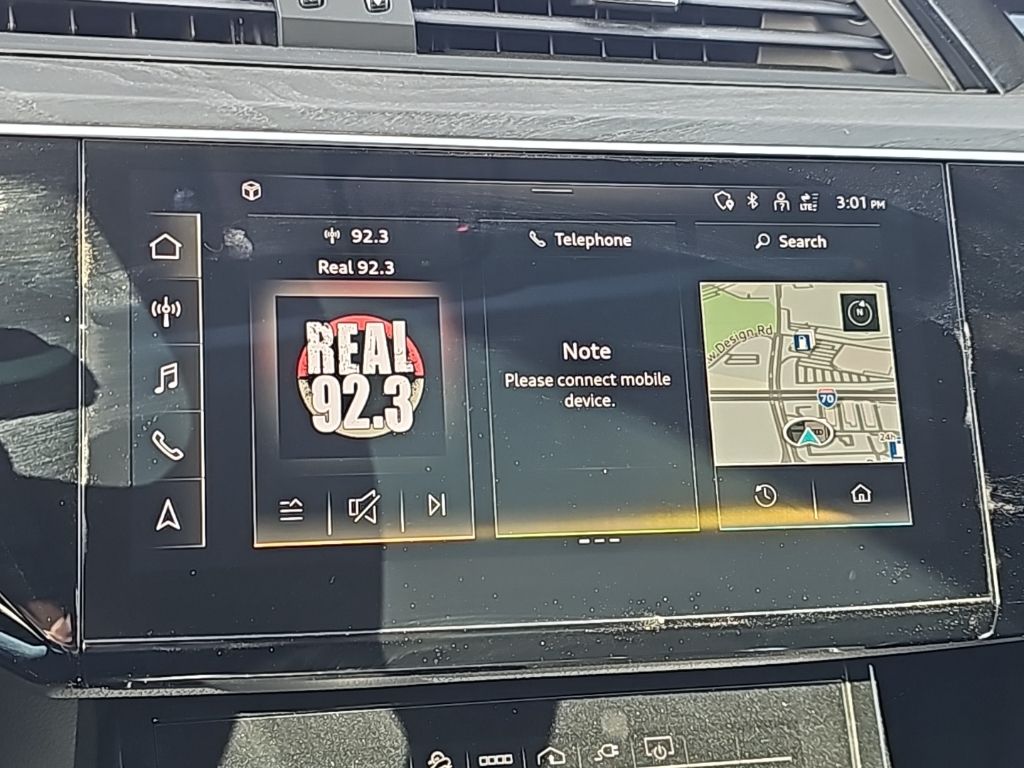 LTE
3:01 PM
92.3
Real 92.3
REAL
92.3
Telephone
Note
Please connect mobile
device.
Search
N
w Design Rd
70
24h